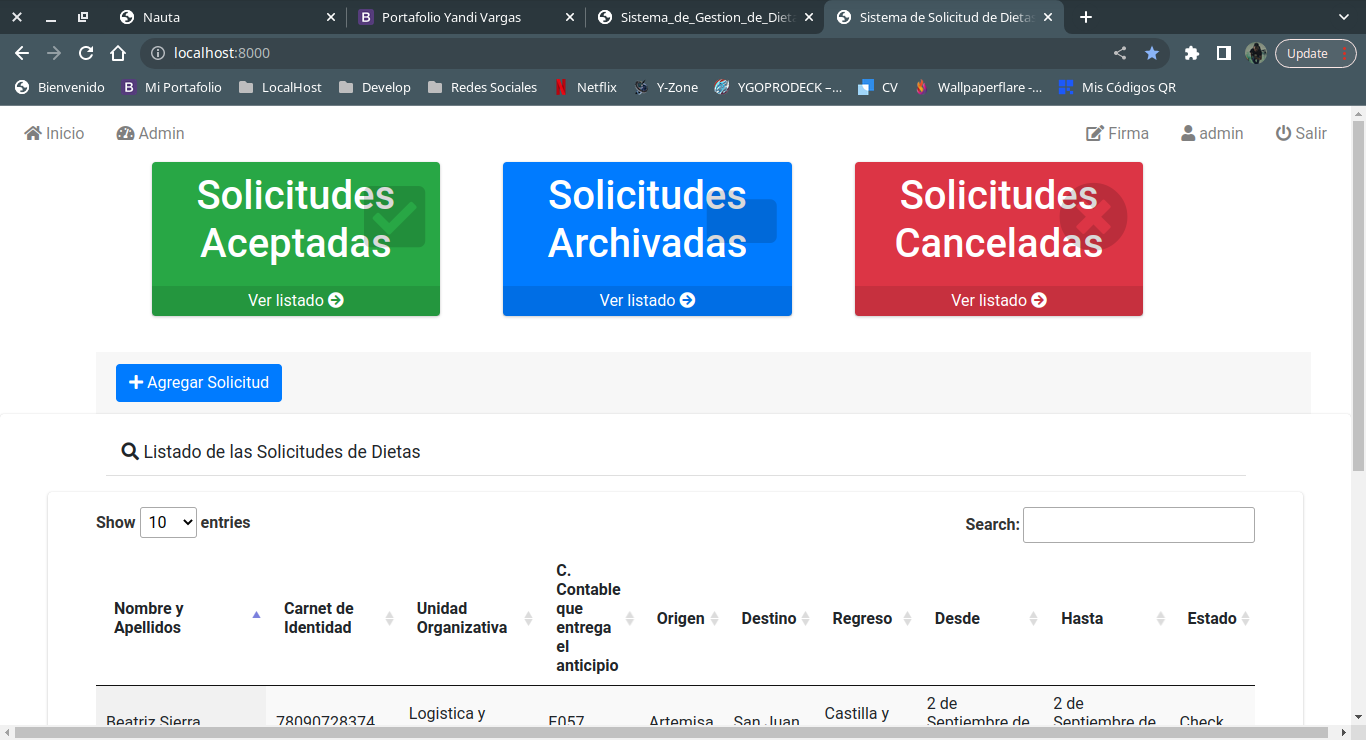 Nauta
Portafolio Yandi Vargas
Sistema_de_Gestion_de_Dieta
Sistema de Solicitud de Dietas
localhost:8000
Update
Bienvenido
B Mi Portafolio
LocalHost
Develop
Redes Sociales
Netflix
Y-Zone
YGOPRODECK –...
CV
Wallpaperflare -...
Mis Códigos QR
Inicio
Admin
Firma
admin
Salir
Solicitudes
Aceptadas
Ver listado
Solicitudes
Archivadas
Ver listado
Solicitudes
Canceladas
Ver listado
Agregar Solicitud
Listado de las Solicitudes de Dietas
Show 10 entries
Search:
Nombre y
Apellidos
Carnet de
Identidad
Unidad
Organizativa
C.
Contable
que
entrega
el
anticipio
Origen
Destino
Regreso
Desde
Hasta
Estado
Beatriz Sierra
78090728374
Logistica y
F057
Artemisa
San Juan
Castilla y
2 de
Septiembre de
2 de
Septiembre de
Check